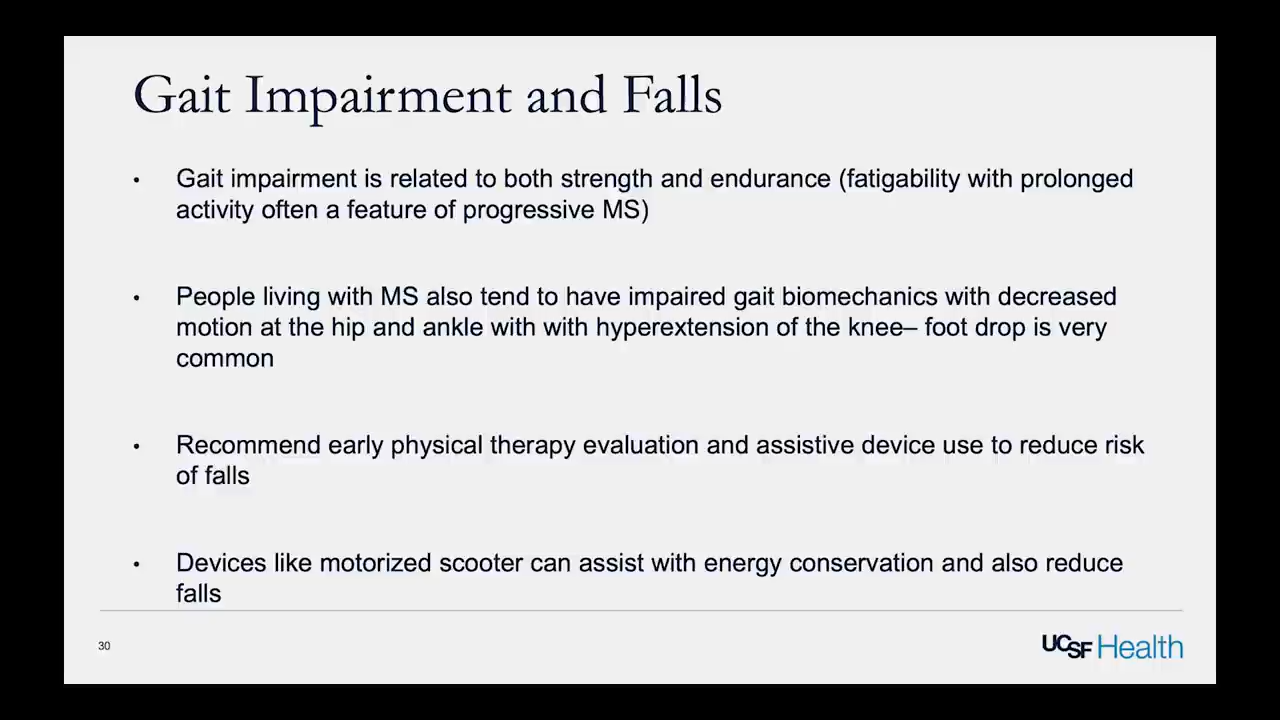 Gait Impairment and Falls
• Gait impairment is related to both strength and endurance (fatigability with prolonged
activity often a feature of progressive MS)
• People living with MS also tend to have impaired gait biomechanics with decreased
motion at the hip and ankle with with hyperextension of the knee– foot drop is very
common
• Recommend early physical therapy evaluation and assistive device use to reduce risk
of falls
• Devices like motorized scooter can assist with energy conservation and also reduce
falls
30
UCSF Health